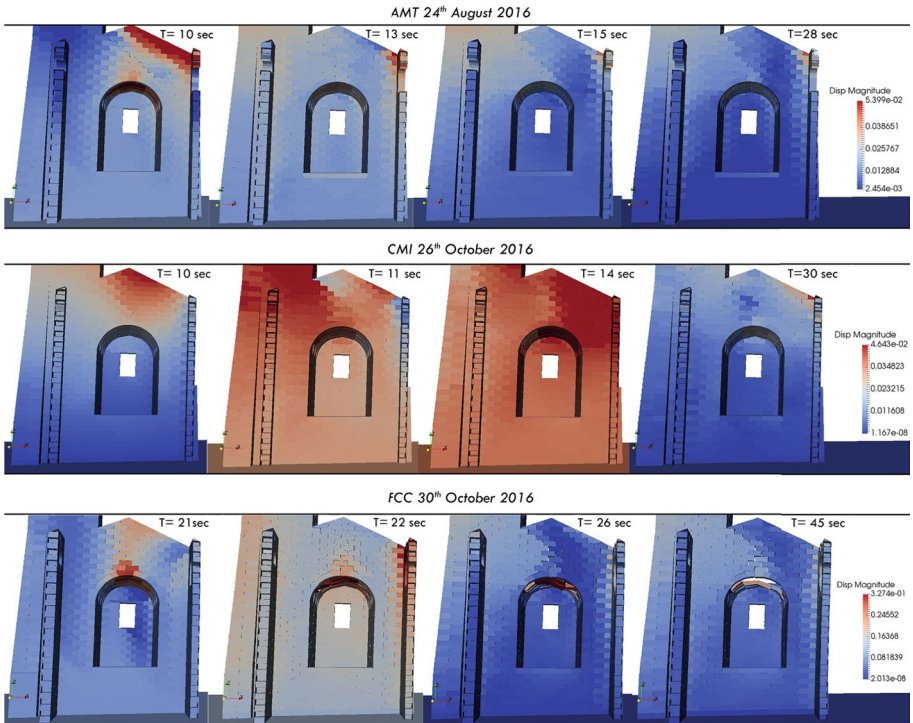 AMT 24th August 2016
T= 10 sec
T= 13 sec
T=15 sec
T=28 sec
Disp Magnitude
5.399e-02
0.038651
0.025767
0.012884
2.454e-03
CMI 26th October 2016
T= 10 sec
T= 11 sec
T= 14 sec
T=30 sec
Disp Magnitude
4.643e-02
0.034823
0.023215
0.011608
1.167e-08
FCC 30th October 2016
T= 21sec
T= 22 sec
T= 26 sec
T= 45 sec
Disp Magnitude
3.274e-01
0.24552
0.16368
0.081839
2.013e-08